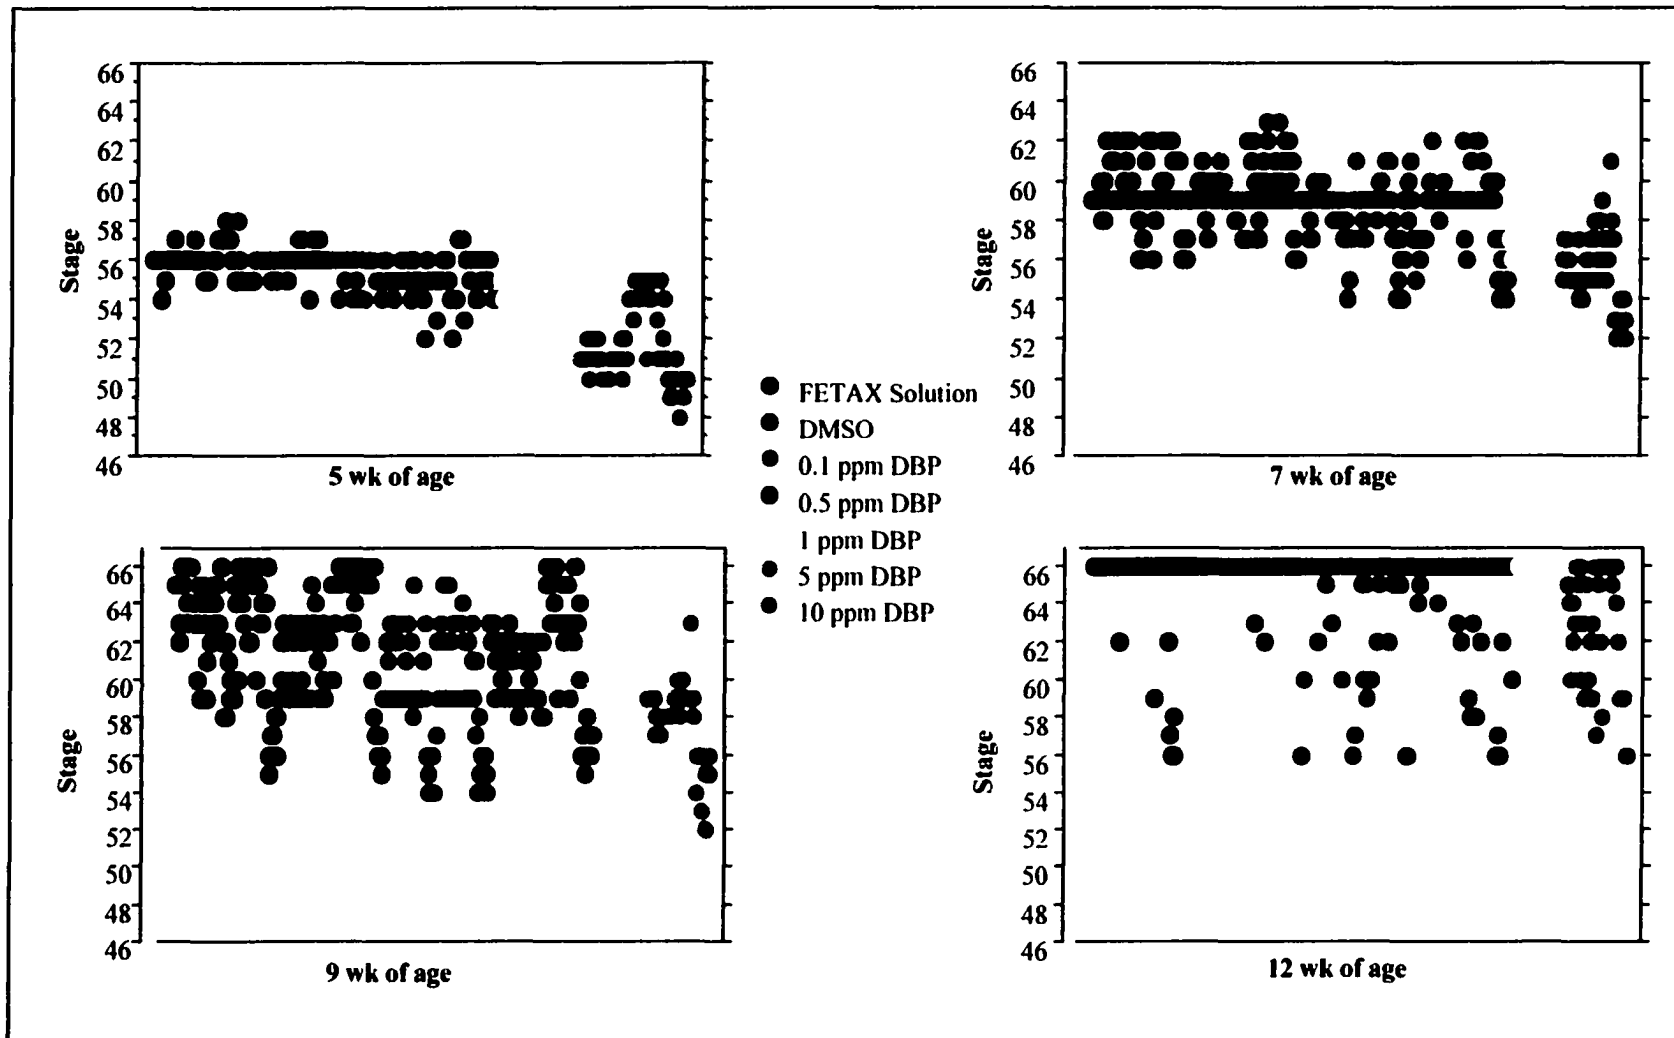 66
64
62
60
58
56
54
52
50
48
46
Stage
5 wk of age
66
64
62
60
58
56
54
52
50
48
46
Stage
7 wk of age
FETAX Solution
DMSO
0.1 ppm DBP
0.5 ppm DBP
1 ppm DBP
5 ppm DBP
10 ppm DBP
66
64
62
60
58
56
54
52
50
48
46
Stage
9 wk of age
66
64
62
60
58
56
54
52
50
48
46
Stage
12 wk of age